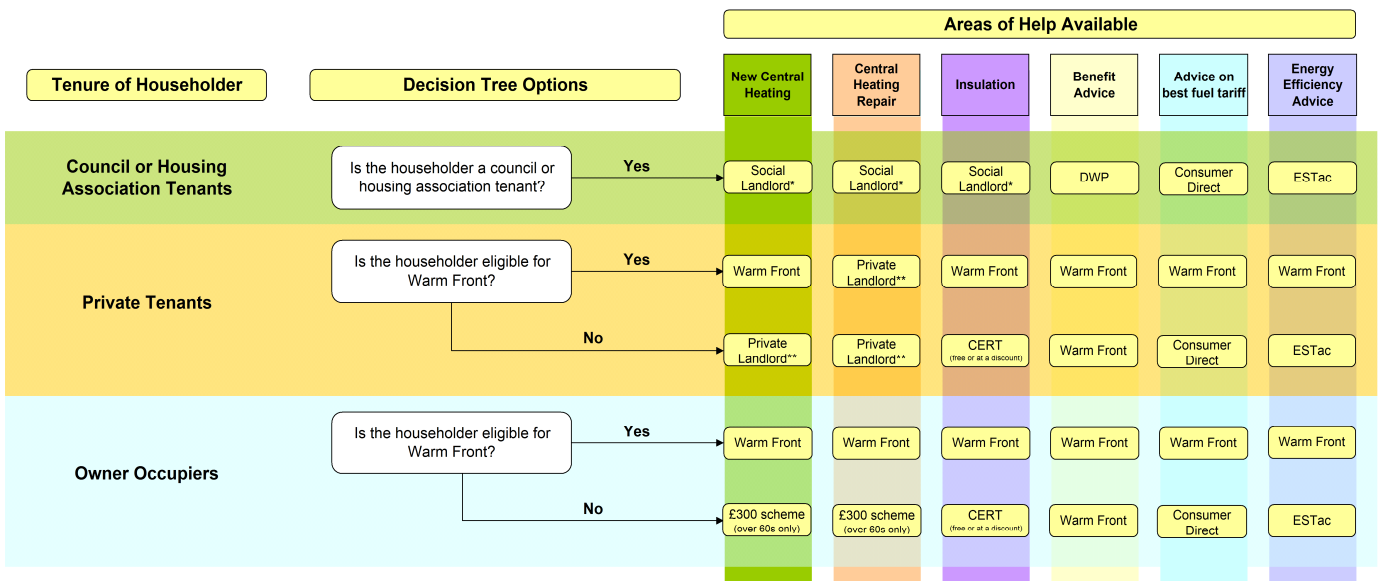 Areas of Help Available
Tenure of Householder
Decision Tree Options
New Central
Heating
Central
Heating
Repair
Insulation
Benefit
Advice
Advice on
best fuel tariff
Energy
Efficiency
Advice
Council or Housing
Association Tenants
Is the householder a council or
housing association tenant?
Yes
Social
Landlord*
Social
Landlord*
Social
Landlord*
DWP
Consumer
Direct
ESTac
Private Tenants
Is the householder eligible for
Warm Front?
Yes
Warm Front
Private
Landlord**
Warm Front
Warm Front
Warm Front
Warm Front
No
Private
Landlord**
Private
Landlord**
CERT
(free or at a discount)
Warm Front
Consumer
Direct
ESTac
Owner Occupiers
Is the householder eligible for
Warm Front?
Yes
Warm Front
Warm Front
Warm Front
Warm Front
Warm Front
Warm Front
No
£300 scheme
(over 60s only)
£300 scheme
(over 60s only)
CERT
(free or at a discount)
Warm Front
Consumer
Direct
ESTac